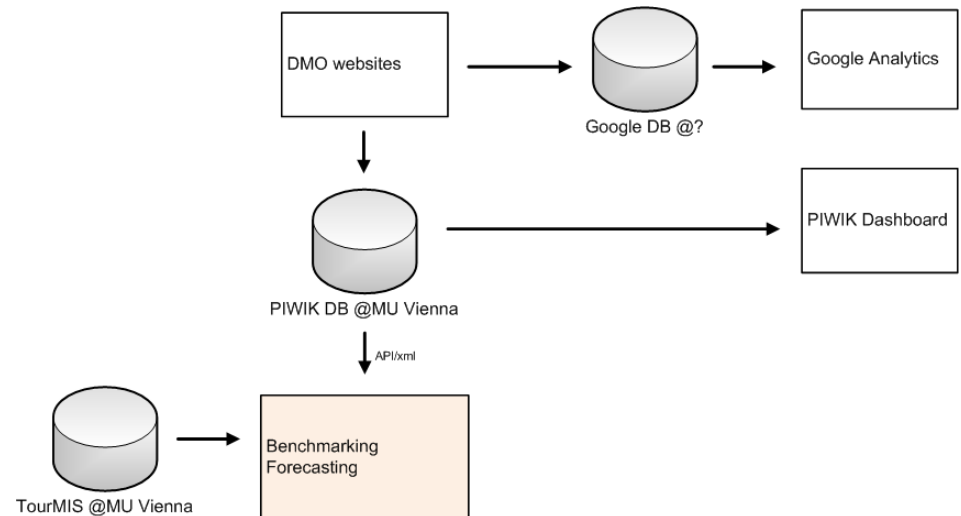 DMO websites
Google Analytics
Google DB @?
PIWIK Dashboard
PIWIK DB @MU Vienna
API/xml
Benchmarking
Forecasting
TourMIS @MU Vienna